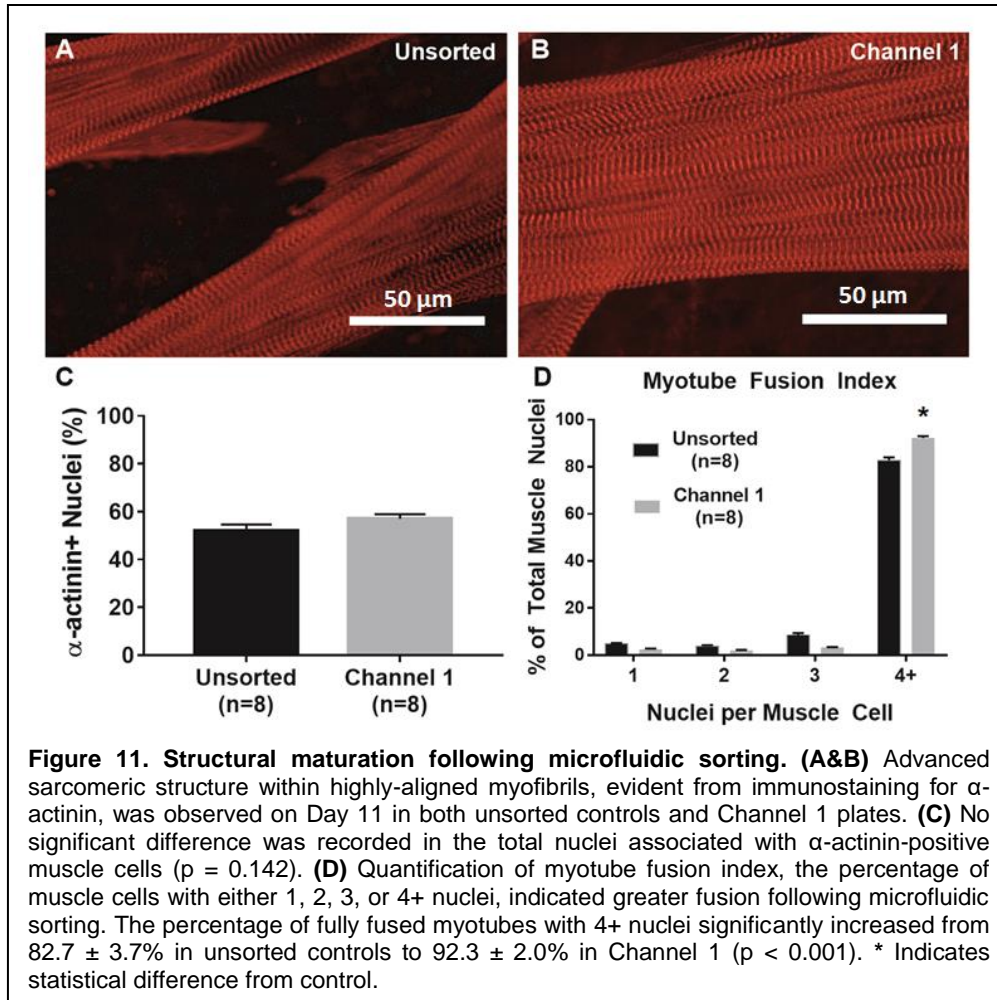 A
Unsorted
50 µm
B
Channel 1
50 µm
C
α-actinin+ Nuclei (%)
100
80
60
40
20
0
Unsorted
(n=8)
Channel 1
(n=8)
D
Myotube Fusion Index
% of Total Muscle Nuclei
100
80
60
40
20
0
Unsorted
(n=8)
Channel 1
(n=8)
*
1
2
3
4+
Nuclei per Muscle Cell
Figure 11. Structural maturation following microfluidic sorting. (A&B) Advanced
sarcomeric structure within highly-aligned myofibrils, evident from immunostaining for α-
actinin, was observed on Day 11 in both unsorted controls and Channel 1 plates. (C) No
significant difference was recorded in the total nuclei associated with α-actinin-positive
muscle cells (p = 0.142). (D) Quantification of myotube fusion index, the percentage of
muscle cells with either 1, 2, 3, or 4+ nuclei, indicated greater fusion following microfluidic
sorting. The percentage of fully fused myotubes with 4+ nuclei significantly increased from
82.7 ± 3.7% in unsorted controls to 92.3 ± 2.0% in Channel 1 (p < 0.001). * Indicates
statistical difference from control.